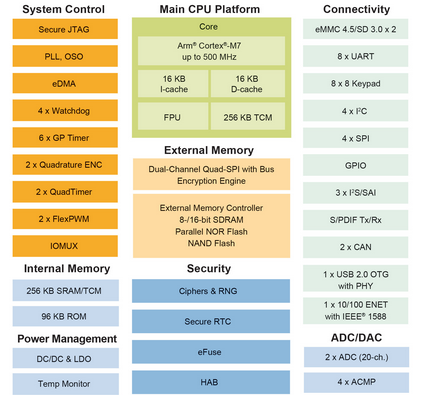 System Control
Secure JTAG
PLL, OSO
eDMA
4 x Watchdog
6 x GP Timer
2 x Quadrature ENC
2 x QuadTimer
2 x FlexPWM
IOMUX
Internal Memory
256 KB SRAM/TCM
96 KB ROM
Power Management
DC/DC & LDO
Temp Monitor
Main CPU Platform
Core
Arm® Cortex®-M7
up to 500 MHz
16 KB
I-cache
16 KB
D-cache
FPU
256 KB TCM
External Memory
Dual-Channel Quad-SPI with Bus
Encryption Engine
External Memory Controller
8-/16-bit SDRAM
Parallel NOR Flash
NAND Flash
Security
Ciphers & RNG
Secure RTC
eFuse
HAB
Connectivity
eMMC 4.5/SD 3.0 x 2
8 x UART
8 x 8 Keypad
4 x I²C
4 x SPI
GPIO
3 x I²S/SAI
S/PDIF Tx/Rx
2 x CAN
1 x USB 2.0 OTG
with PHY
1 x 10/100 ENET
with IEEE® 1588
ADC/DAC
2 x ADC (20-ch.)
4 x ACMP